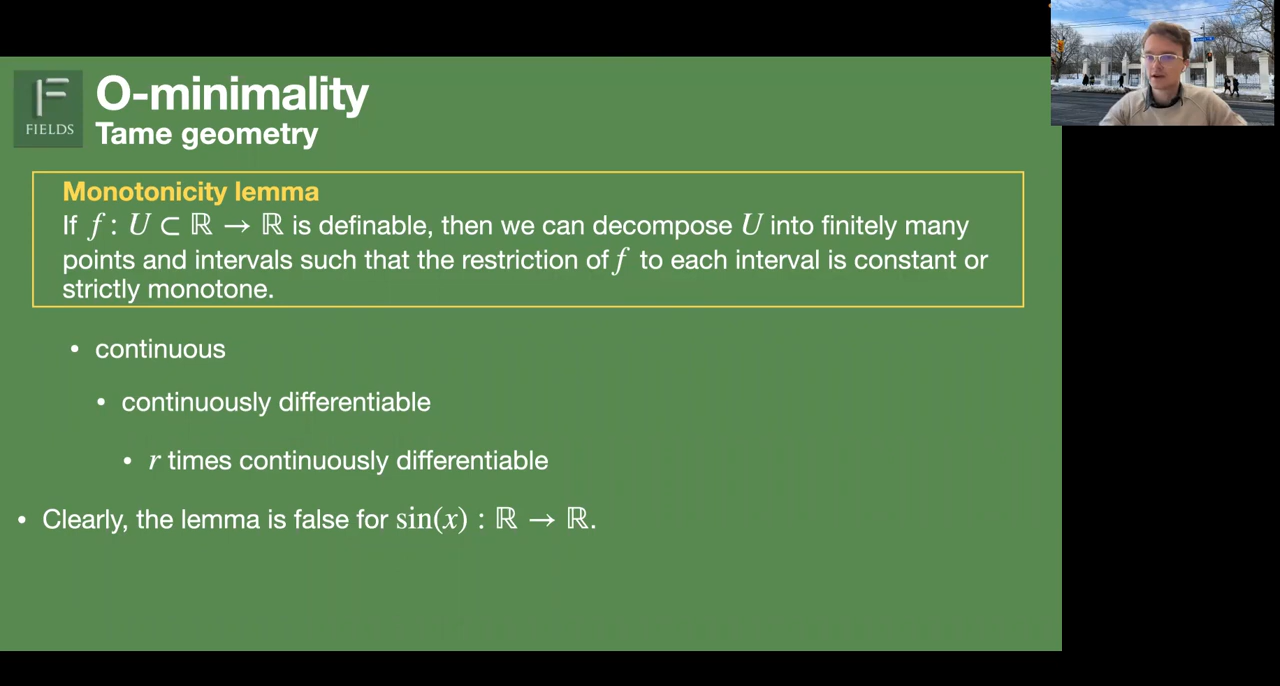 FIELDS
O-minimality
Tame geometry
Monotonicity lemma
If f : U ⊂ ℝ → ℝ is definable, then we can decompose U into finitely many
points and intervals such that the restriction of f to each interval is constant or
strictly monotone.
• continuous
• continuously differentiable
• r times continuously differentiable
• Clearly, the lemma is false for sin(x) : ℝ → ℝ.